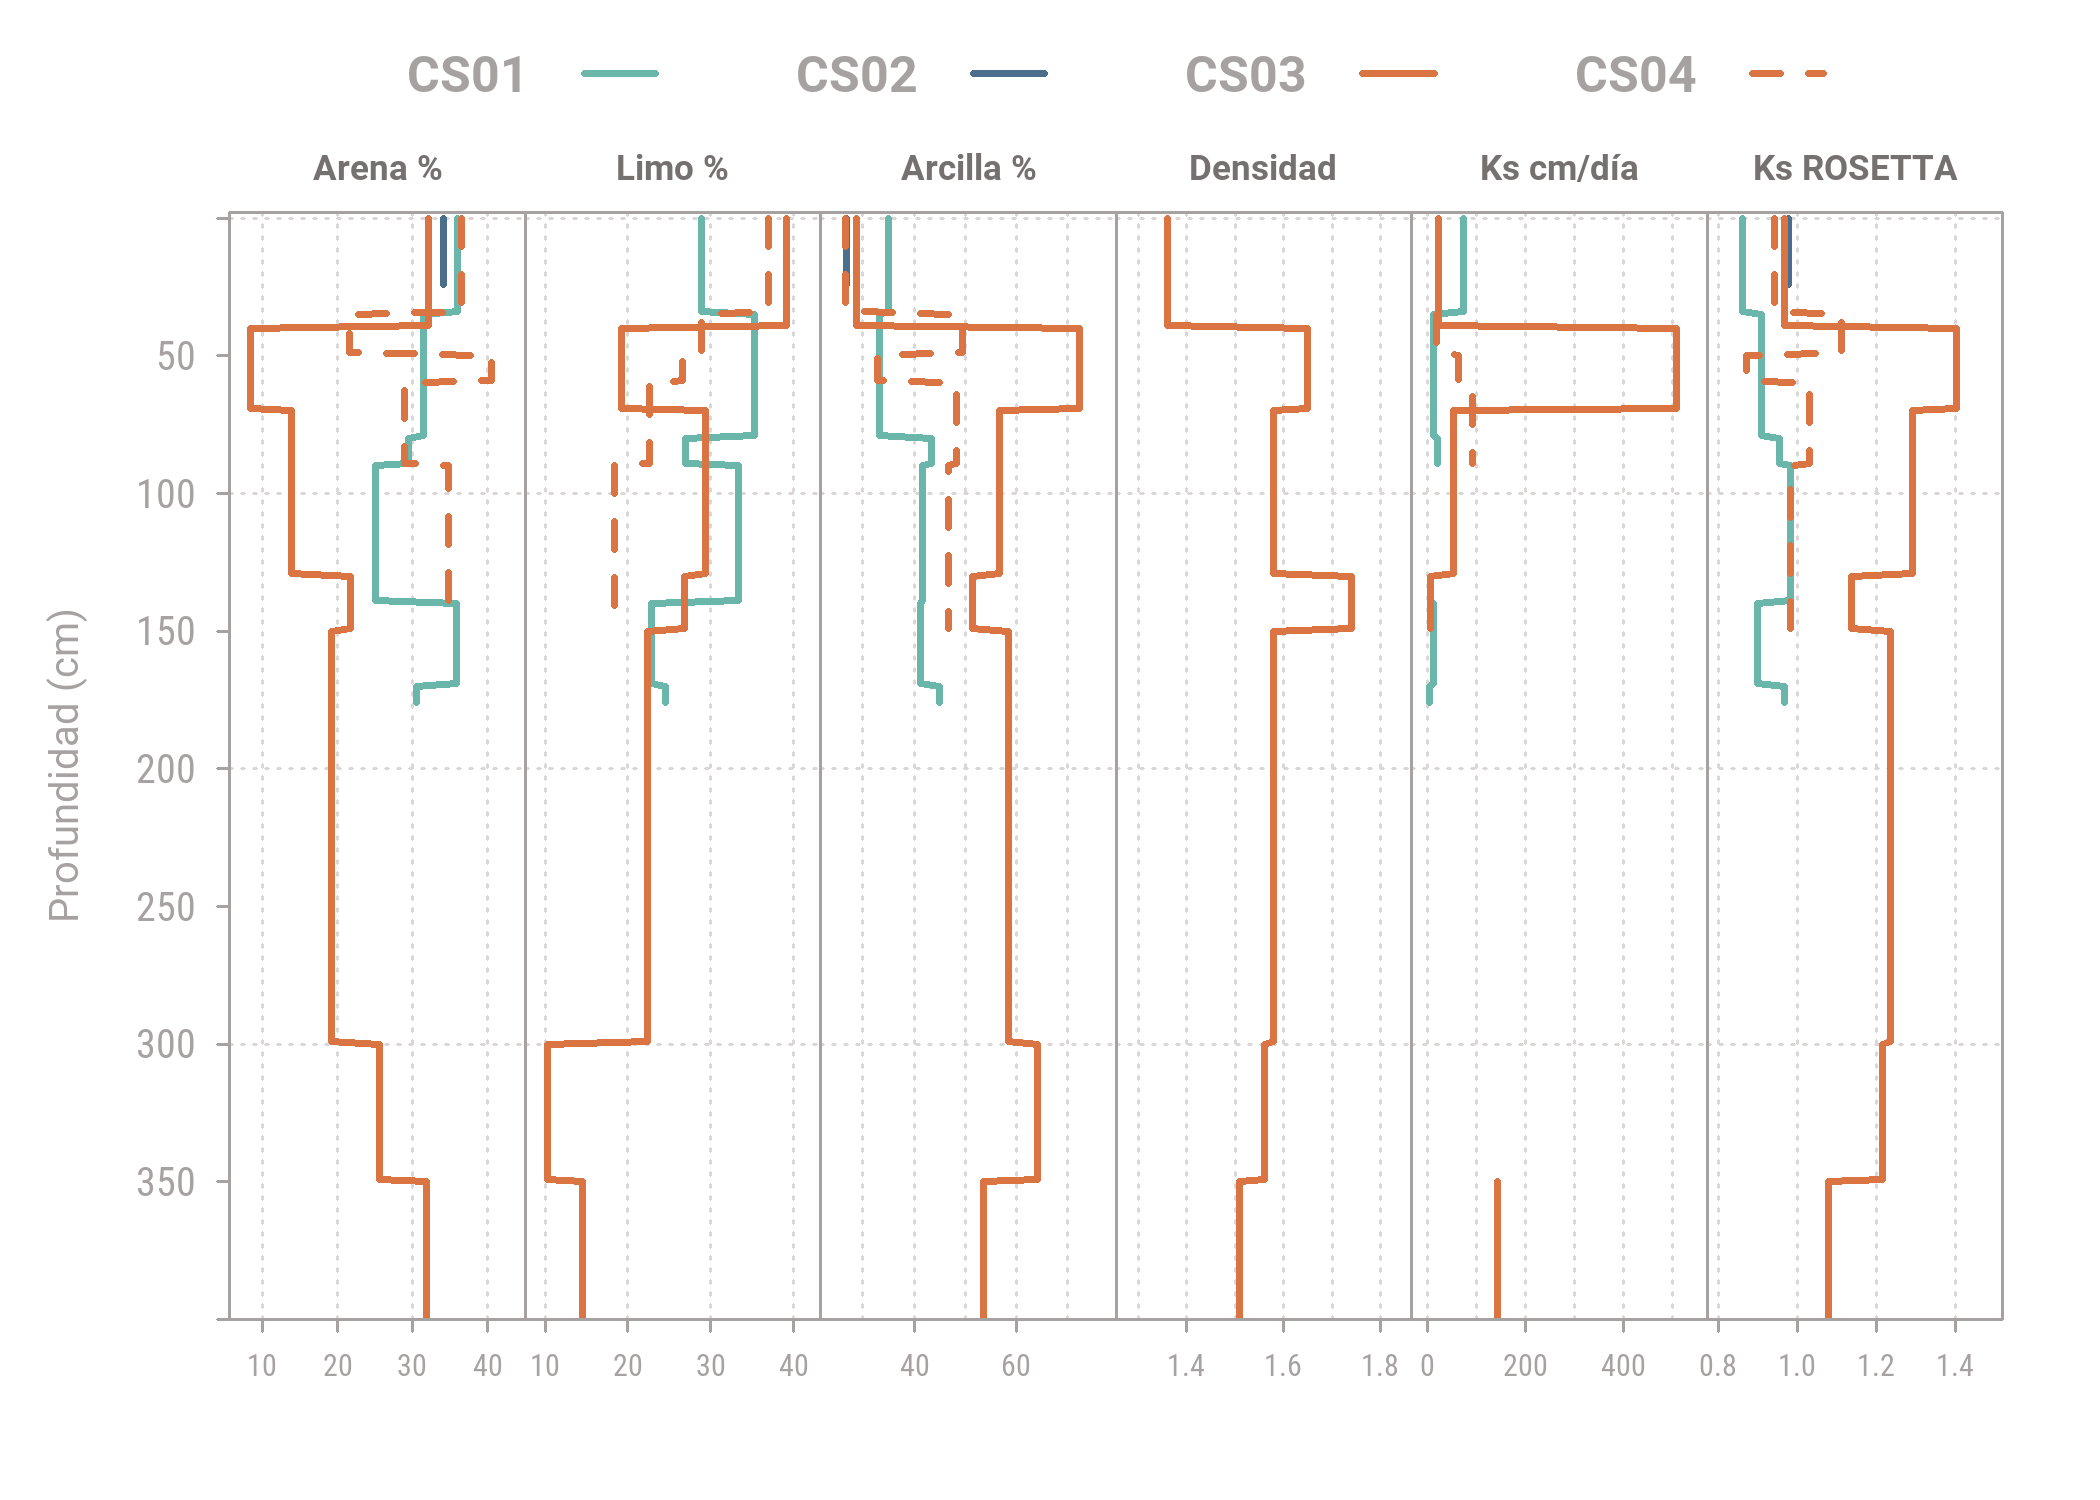 CS01 CS02 CS03 CS04
Arena % Limo % Arcilla % Densidad Ks cm/día Ks ROSETTA
Profundidad (cm)
50
100
150
200
250
300
350
10 20 30 40 10 20 30 40 40 60 1.4 1.6 1.8 0 200 400 0.8 1.0 1.2 1.4